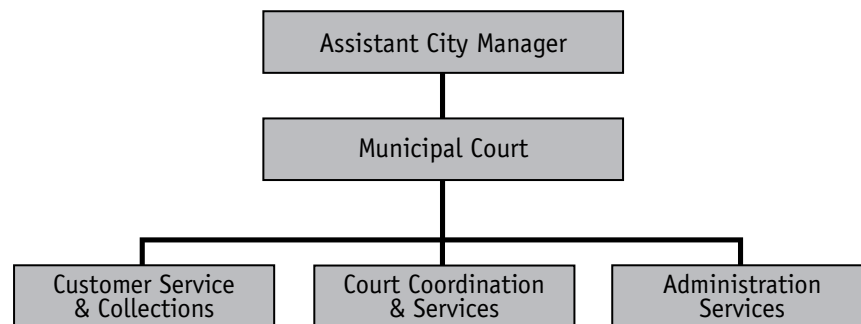 Assistant City Manager
Municipal Court
Customer Service
& Collections
Court Coordination
& Services
Administration
Services